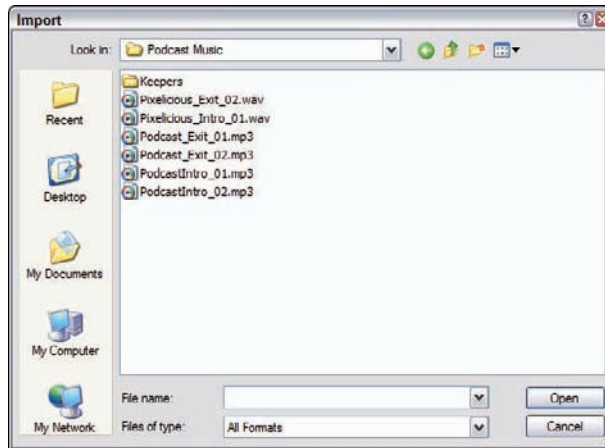 Import
Look in: Podcast Music
Keepers
Pixelicious_Exit_02.wav
Pixelicious_Intro_01.wav
Podcast_Exit_01.mp3
Podcast_Exit_02.mp3
PodcastIntro_01.mp3
PodcastIntro_02.mp3
Recent
Desktop
My Documents
My Computer
My Network
File name:
Open
Files of type: All Formats
Cancel